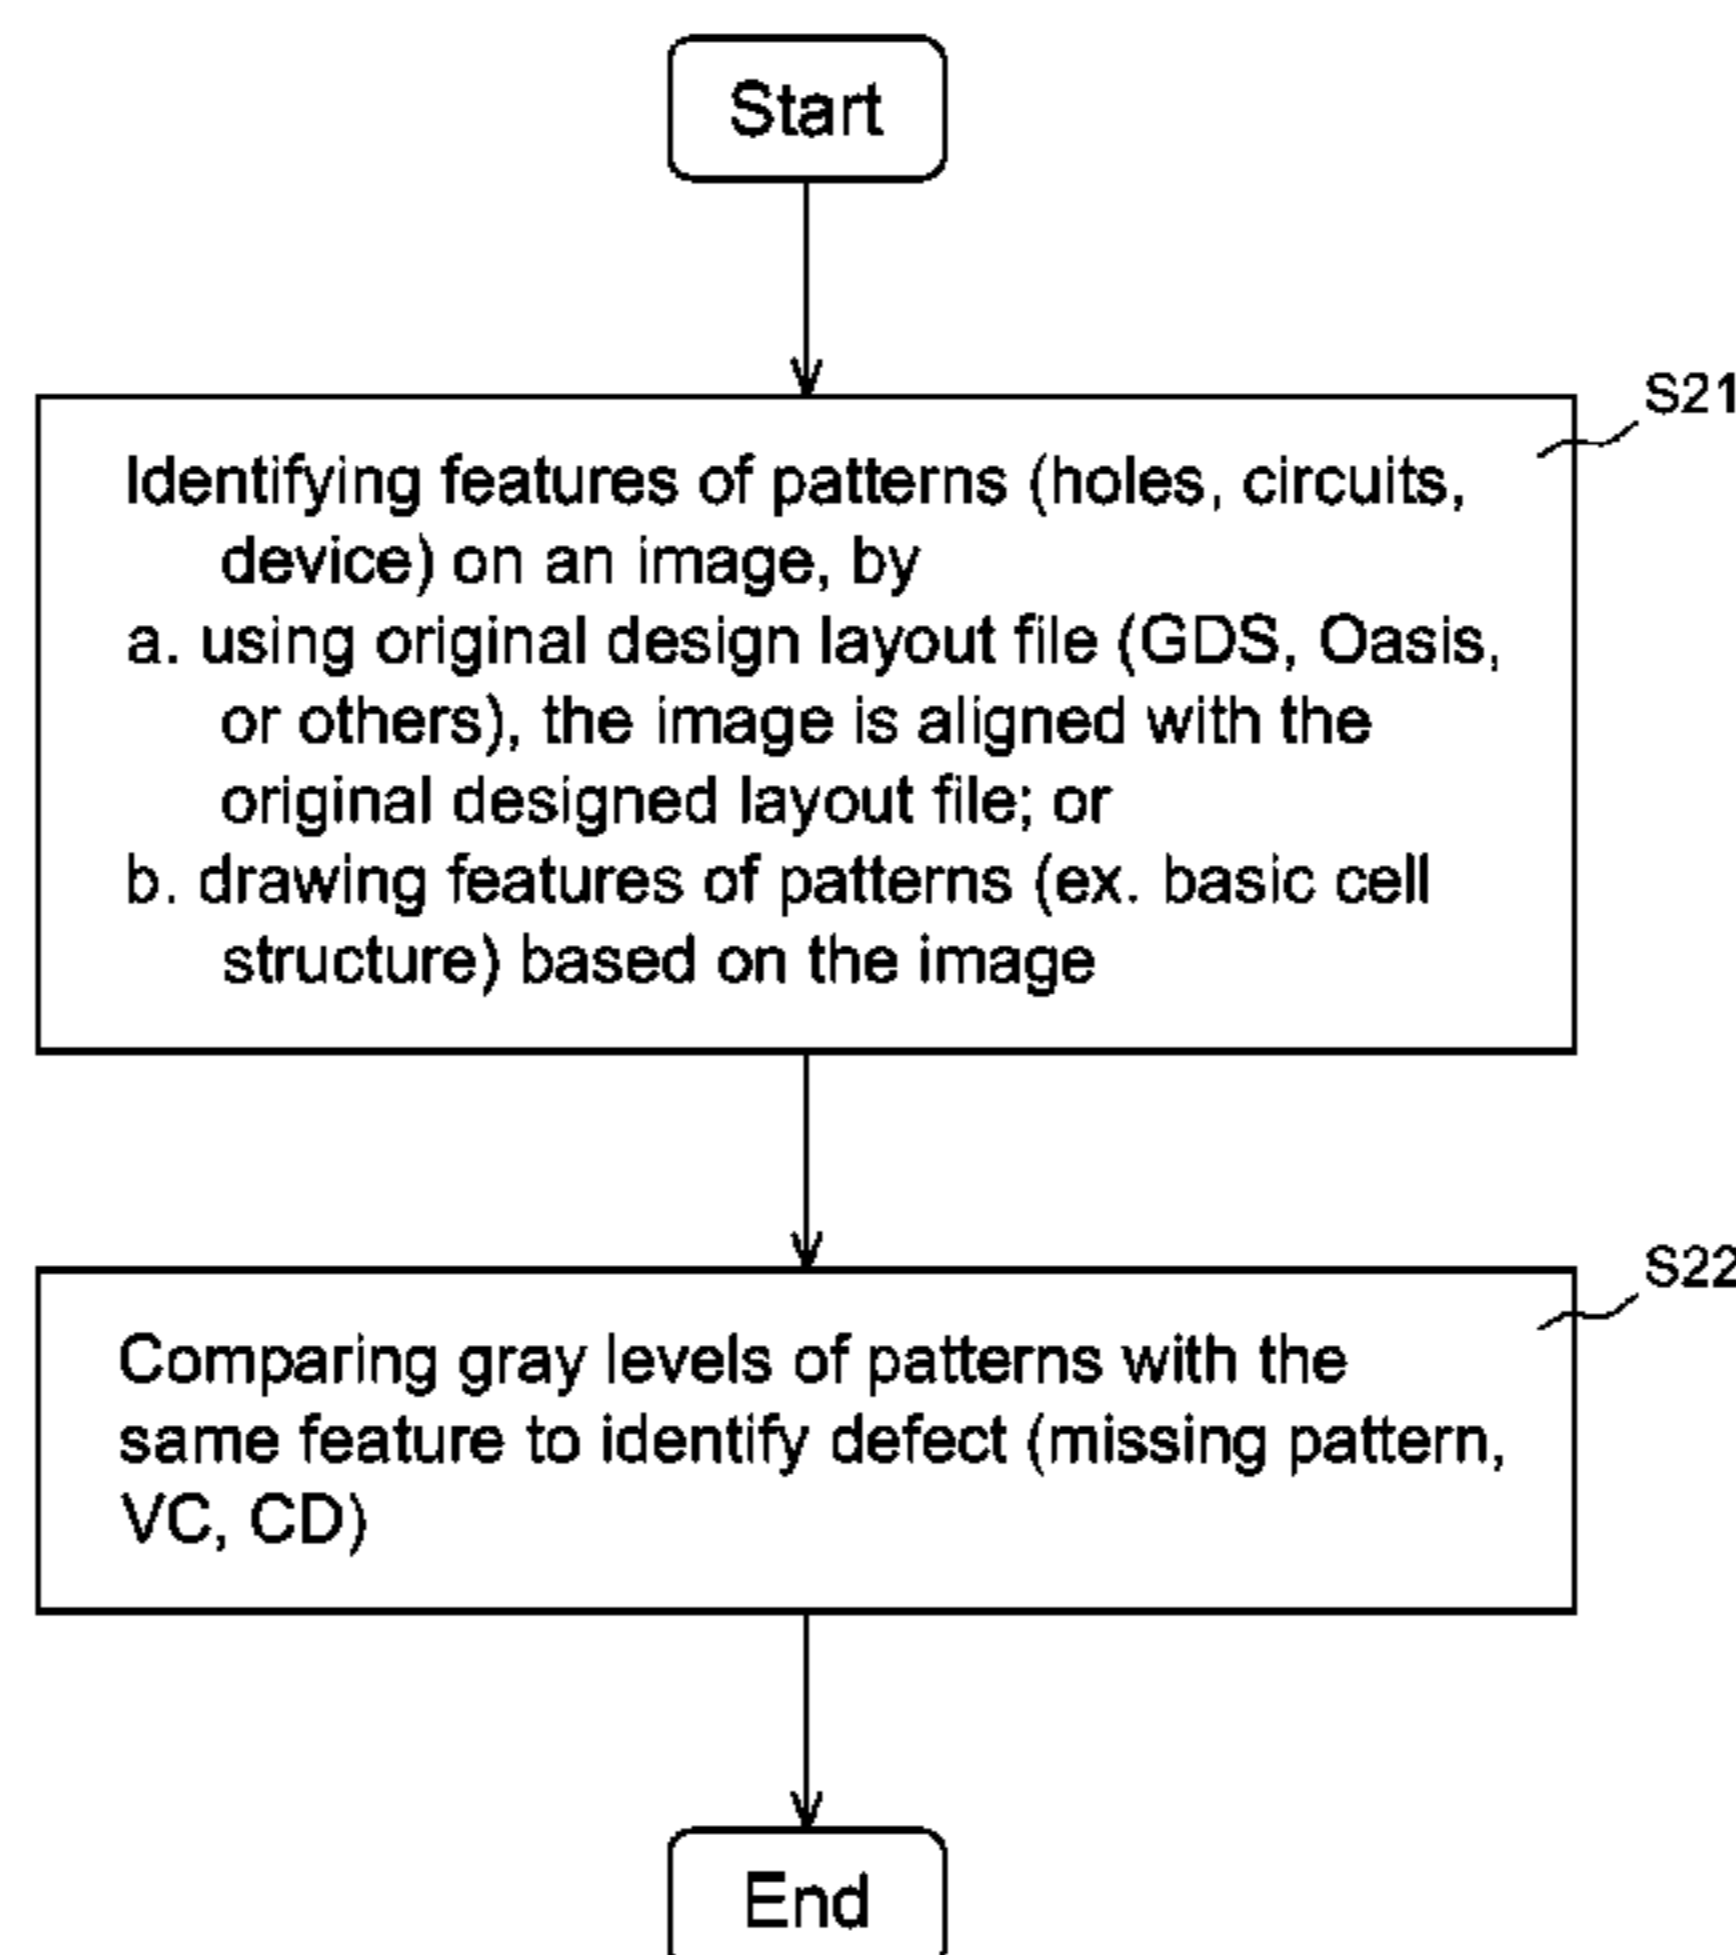 Start
S21
Identifying features of patterns (holes, circuits,
device) on an image, by
a. using original design layout file (GDS, Oasis,
or others), the image is aligned with the
original designed layout file; or
b. drawing features of patterns (ex. basic cell
structure) based on the image
S22
Comparing gray levels of patterns with the
same feature to identify defect (missing pattern,
VC, CD)
End